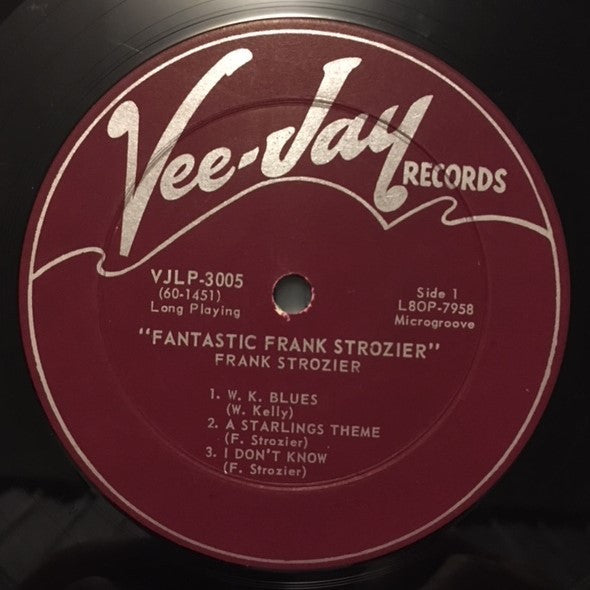 Vee-Jay
RECORDS
VJLP-3005
(60-1451)
Long Playing
Side 1
L8OP-7958
Microgroove
"FANTASTIC FRANK STROZIER"
FRANK STROZIER
1. W. K. BLUES
(W. Kelly)
2. A STARLINGS THEME
(F. Strozier)
3. I DON'T KNOW
(F. Strozier)